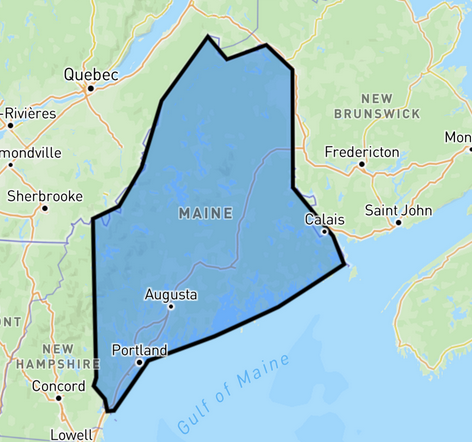 Quebec
-Rivières
NEW
BRUNSWICK
mondville
Fredericton
Mon
Sherbrooke
MAINE
Saint John
Calais
Augusta
ONT
NEW
HAMPSHIRE
Portland
Gulf of Maine
Concord
Lowell